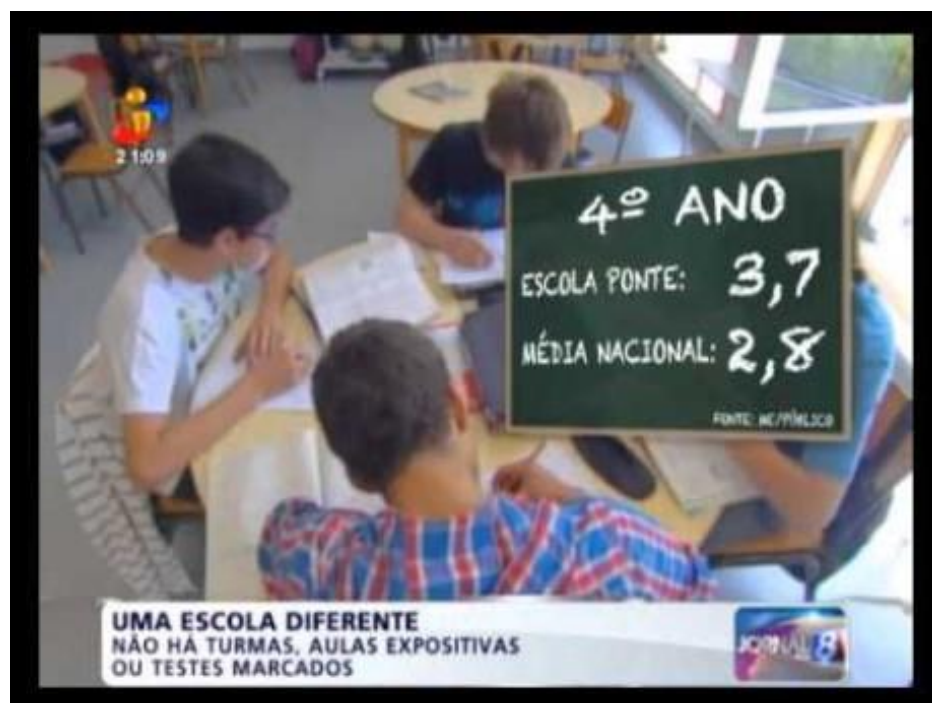 21:09
4º ANO
ESCOLA PONTE: 3,7
MÉDIA NACIONAL: 2,8
FONTE: ME/PÚBLICO
UMA ESCOLA DIFERENTE
NÃO HÁ TURMAS, AULAS EXPOSITIVAS
OU TESTES MARCADOS
JORNAL 8